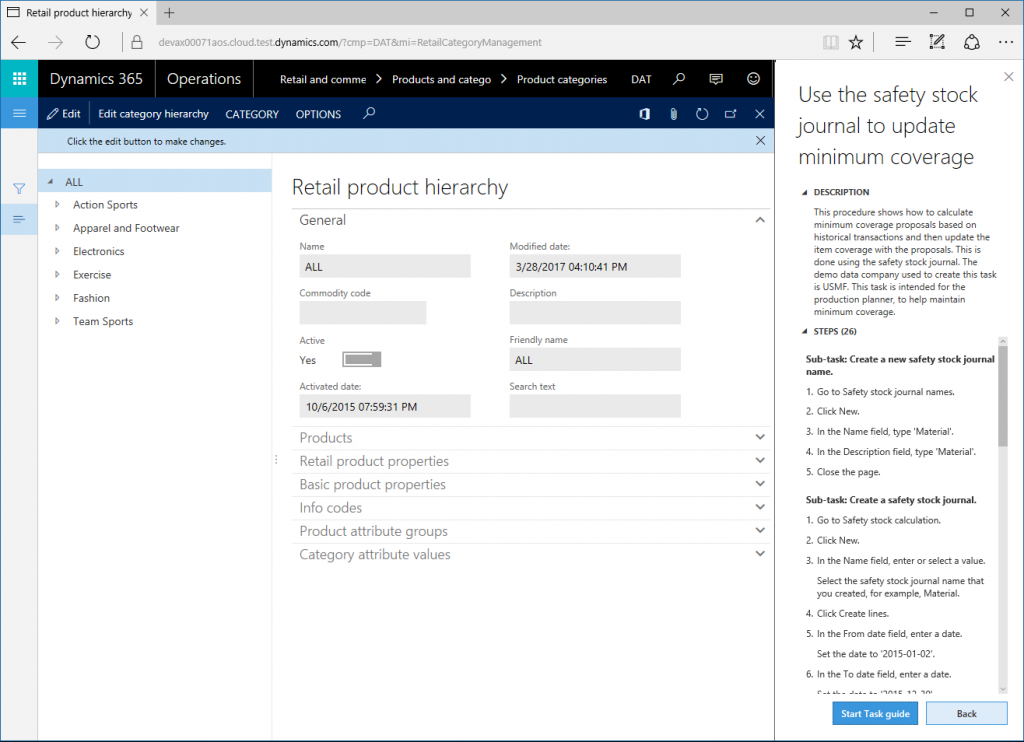 Retail product hierarchy
devax00071aos.cloud.test.dynamics.com/?cmp=DAT&mi=RetailCategoryManagement
Dynamics 365
Operations
Retail and comme > Products and catego > Product categories
DAT
Edit
Edit category hierarchy
CATEGORY
OPTIONS
Click the edit button to make changes.
ALL
Action Sports
Apparel and Footwear
Electronics
Exercise
Fashion
Team Sports
Retail product hierarchy
General
Name
ALL
Modified date:
3/28/2017 04:10:41 PM
Commodity code
Description
Active
Yes
Friendly name
ALL
Activated date:
10/6/2015 07:59:31 PM
Search text
Products
Retail product properties
Basic product properties
Info codes
Product attribute groups
Category attribute values
Use the safety stock
journal to update
minimum coverage
DESCRIPTION
This procedure shows how to calculate
minimum coverage proposals based on
historical transactions and then update the
item coverage with the proposals. This is
done using the safety stock journal. The
demo data company used to create this task
is USMF. This task is intended for the
production planner, to help maintain
minimum coverage.
STEPS (26)
Sub-task: Create a new safety stock journal
name.
1. Go to Safety stock journal names.
2. Click New.
3. In the Name field, type 'Material'.
4. In the Description field, type 'Material'.
5. Close the page.
Sub-task: Create a safety stock journal.
1. Go to Safety stock calculation.
2. Click New.
3. In the Name field, enter or select a value.
Select the safety stock journal name that
you created, for example, Material.
4. Click Create lines.
5. In the From date field, enter a date.
Set the date to '2015-01-02'.
6. In the To date field, enter a date.
Set the date to
Start Task guide
Back